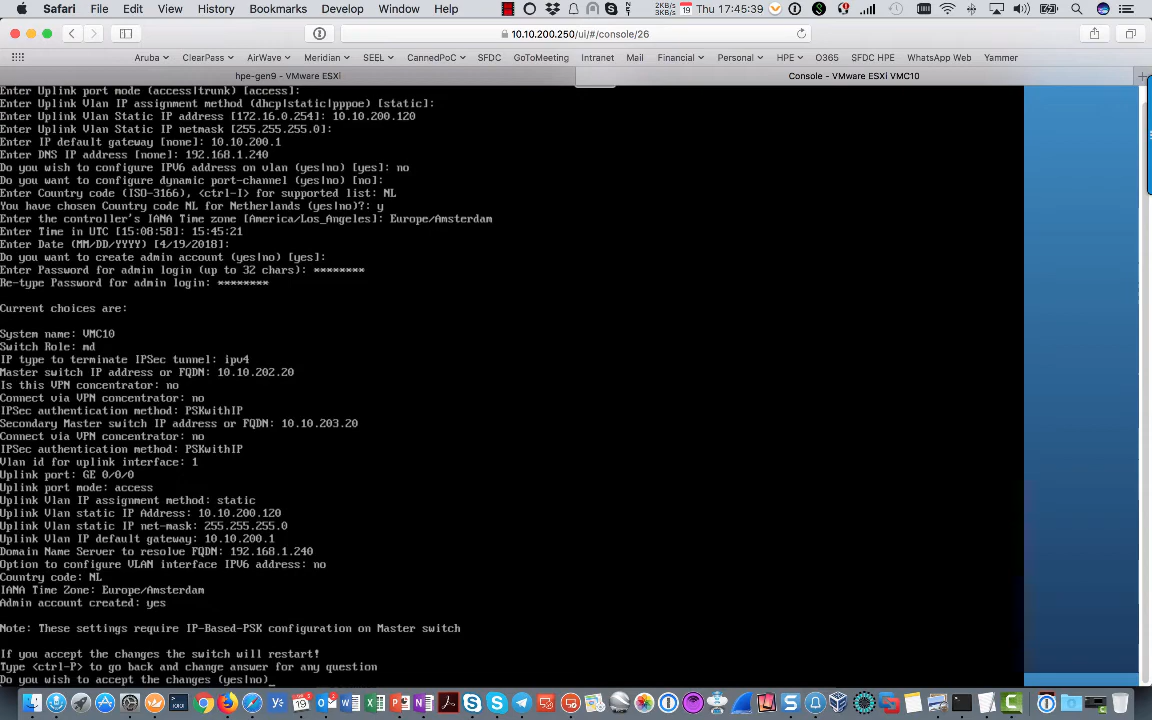 Safari File Edit View History Bookmarks Develop Window Help
2KB/s
3KB/s
19 Thu 17:45:39
10.10.200.250/ui/#/console/26
Aruba ClearPass AirWave Meridian SEEL CannedPoC SFDC GoToMeeting Intranet Mail Financial Personal HPE O365 SFDC HPE WhatsApp Web Yammer
hpe-gen9 - VMware ESXi
Console - VMware ESXi VMC10
Enter Uplink port mode (access|trunk) [access]:
Enter Uplink Vlan IP assignment method (dhcp|static|pppoe) [static]:
Enter Uplink Vlan Static IP address [172.16.0.254]: 10.10.200.120
Enter Uplink Vlan Static IP netmask [255.255.255.0]:
Enter IP default gateway [none]: 10.10.200.1
Enter DNS IP address [none]: 192.168.1.240
Do you wish to configure IPV6 address on vlan (yes|no) [yes]: no
Do you want to configure dynamic port-channel (yes|no) [no]:
Enter Country code (ISO-3166), <ctrl-I> for supported list: NL
You have chosen Country code NL for Netherlands (yes|no)?: y
Enter the controller's IANA Time zone [America/Los_Angeles]: Europe/Amsterdam
Enter Time in UTC [15:08:58]: 15:45:21
Enter Date (MM/DD/YYYY) [4/19/2018]:
Do you want to create admin account (yes|no) [yes]:
Enter Password for admin login (up to 32 chars): ********
Re-type Password for admin login: ********
Current choices are:
System name: VMC10
Switch Role: md
IP type to terminate IPSec tunnel: ipv4
Master switch IP address or FQDN: 10.10.202.20
Is this VPN concentrator: no
Connect via VPN concentrator: no
IPSec authentication method: PSKwithIP
Secondary Master switch IP address or FQDN: 10.10.203.20
Connect via VPN concentrator: no
IPSec authentication method: PSKwithIP
Vlan id for uplink interface: 1
Uplink port: GE 0/0/0
Uplink port mode: access
Uplink Vlan IP assignment method: static
Uplink Vlan static IP Address: 10.10.200.120
Uplink Vlan static IP net-mask: 255.255.255.0
Uplink Vlan IP default gateway: 10.10.200.1
Domain Name Server to resolve FQDN: 192.168.1.240
Option to configure VLAN interface IPV6 address: no
Country code: NL
IANA Time Zone: Europe/Amsterdam
Admin account created: yes
Note: These settings require IP-Based-PSK configuration on Master switch
If you accept the changes the switch will restart!
Type <ctrl-P> to go back and change answer for any question
Do you wish to accept the changes (yes|no)_